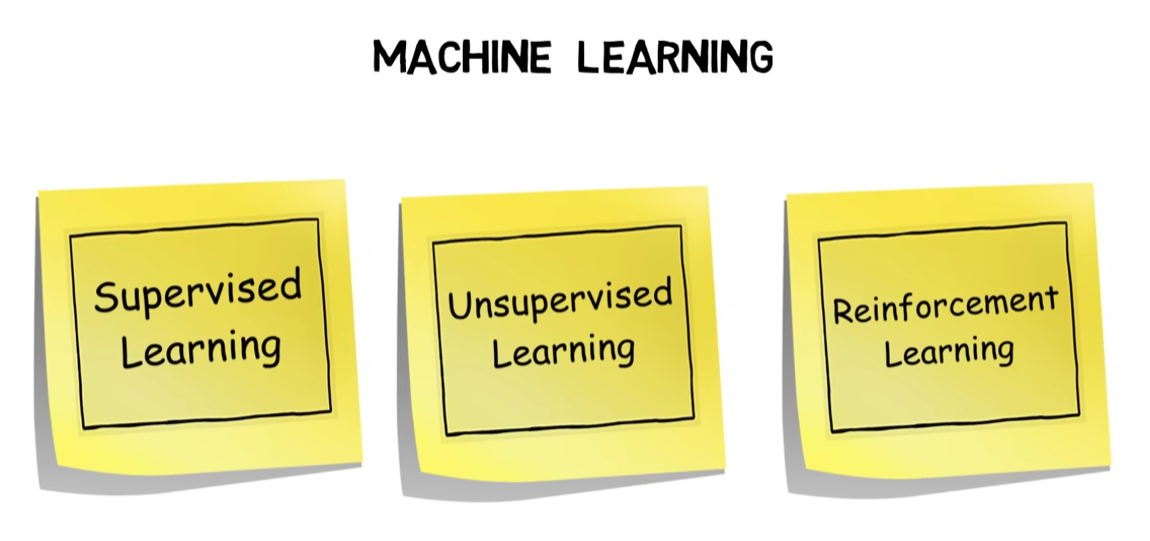 MACHINE LEARNING
Supervised
Learning
Unsupervised
Learning
Reinforcement
Learning